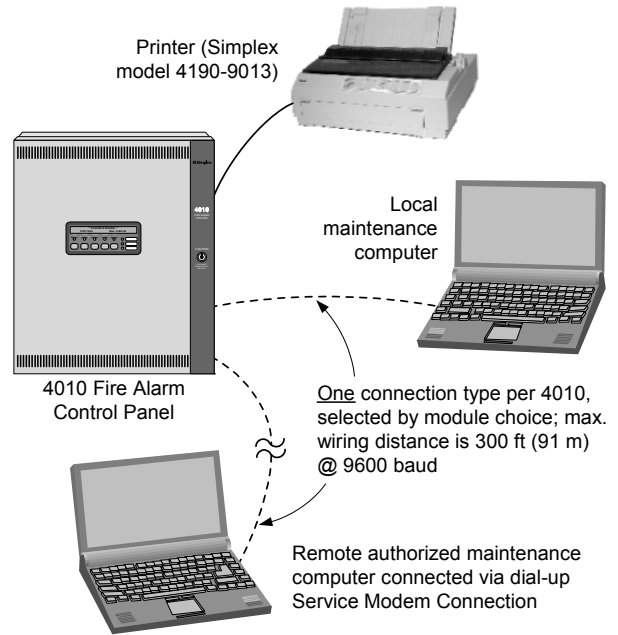 Printer (Simplex
model 4190-9013)
Simplex
4010
Local
maintenance
computer
4010 Fire Alarm
Control Panel
One connection type per 4010,
selected by module choice; max.
wiring distance is 300 ft (91 m)
@ 9600 baud
Remote authorized maintenance
computer connected via dial-up
Service Modem Connection